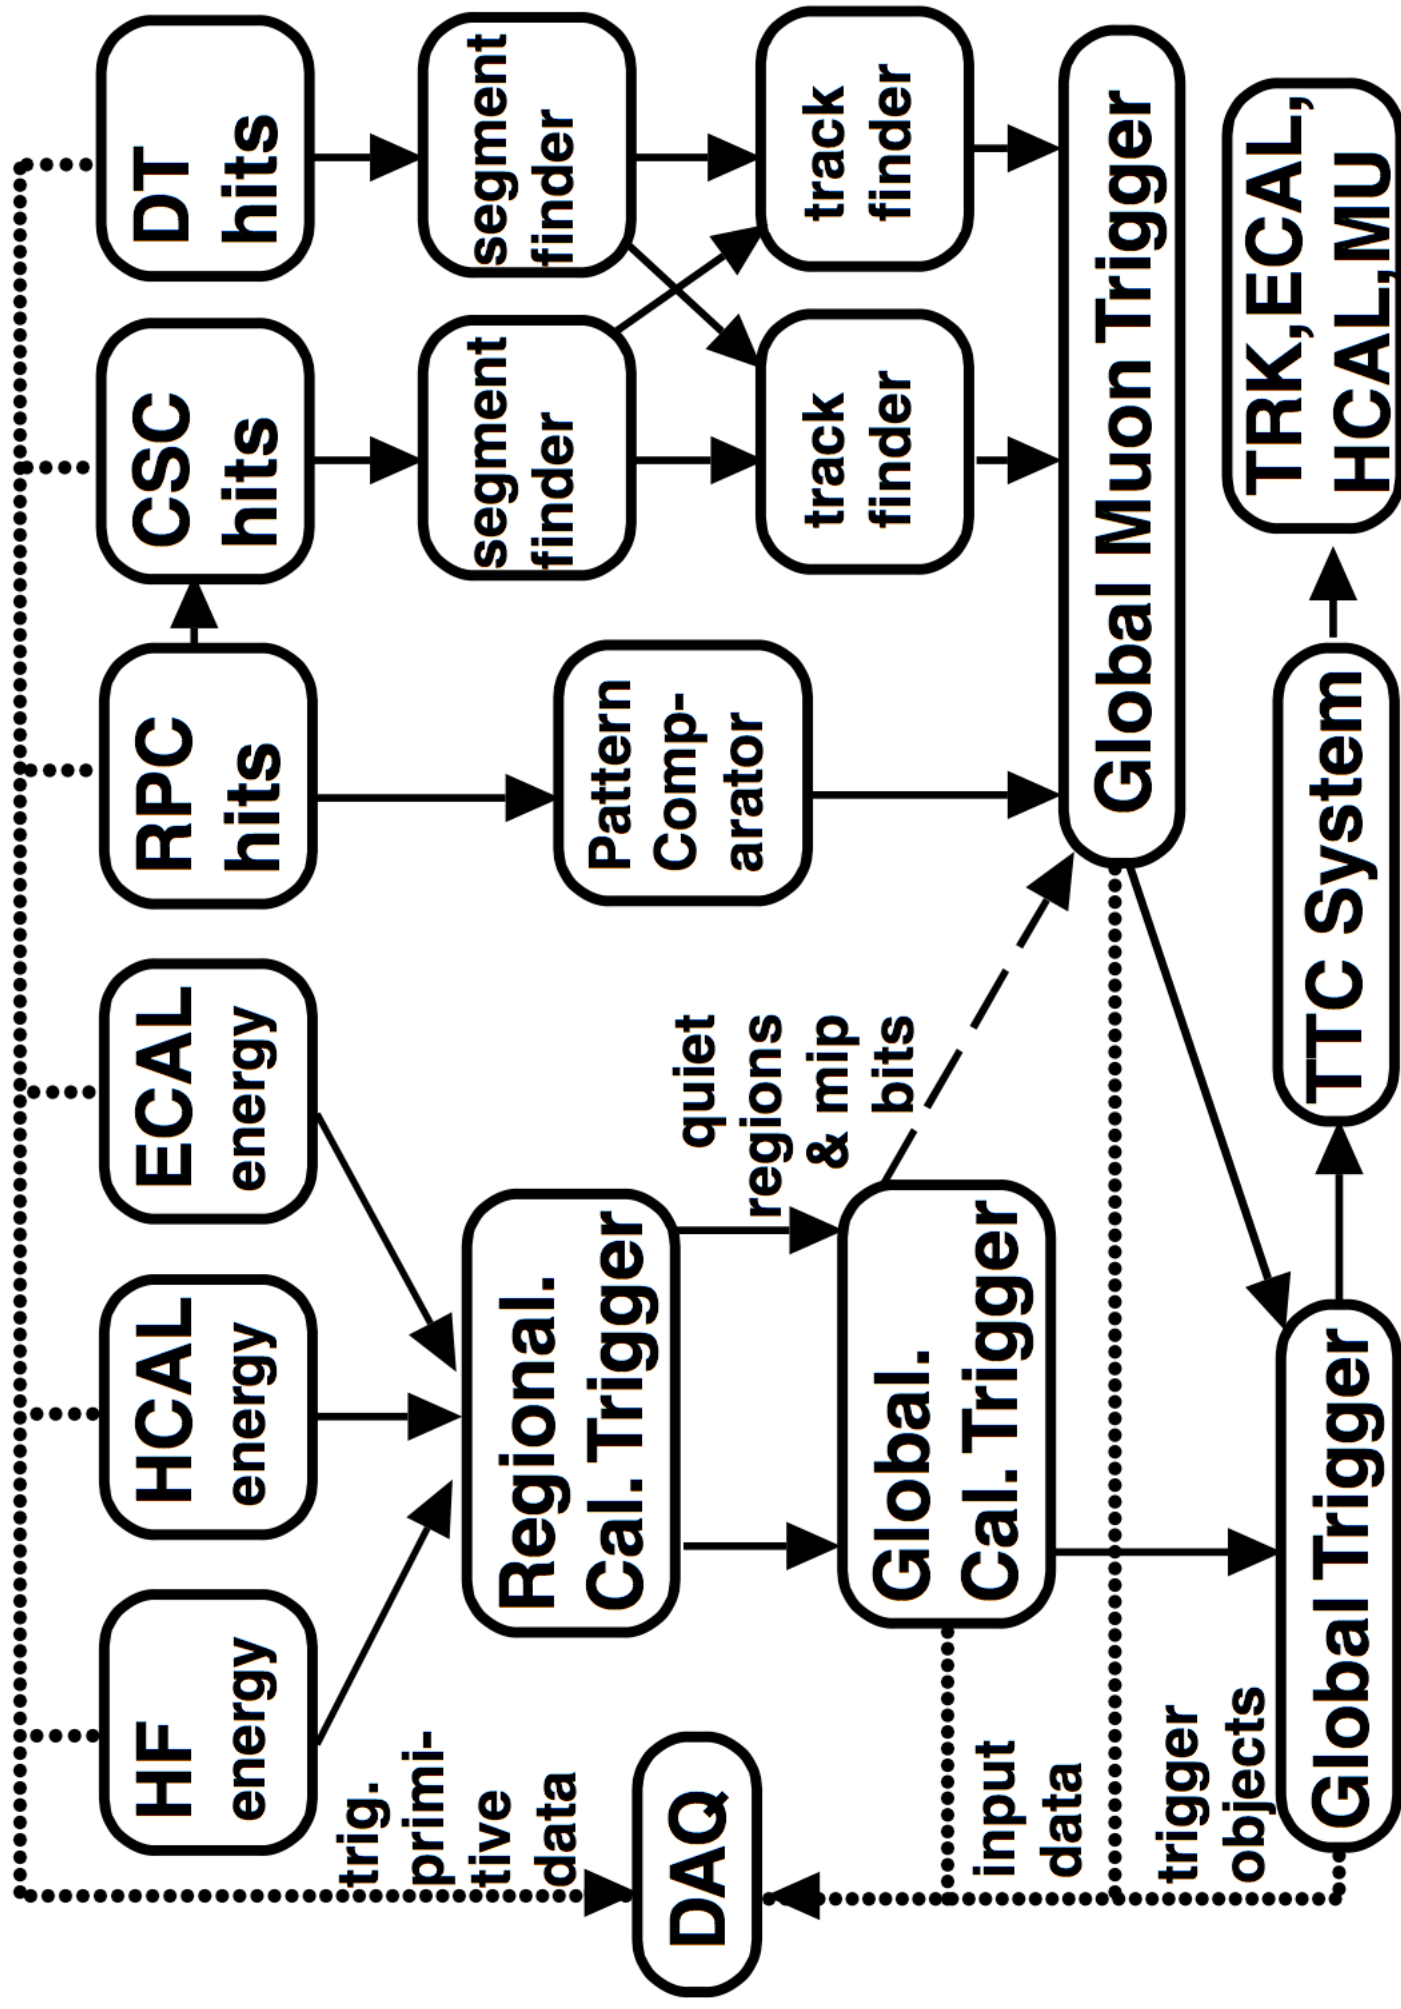 HF
energy
HCAL
energy
ECAL
energy
RPC
hits
CSC
hits
DT
hits
trig.
primi-
tive
data
Regional.
Cal. Trigger
Pattern
Comp-
arator
segment
finder
segment
finder
DAQ
quiet
regions
& mip
bits
track
finder
track
finder
Global.
Cal. Trigger
input
data
Global Muon Trigger
trigger
objects
Global Trigger
TTC System
TRK,ECAL,
HCAL,MU